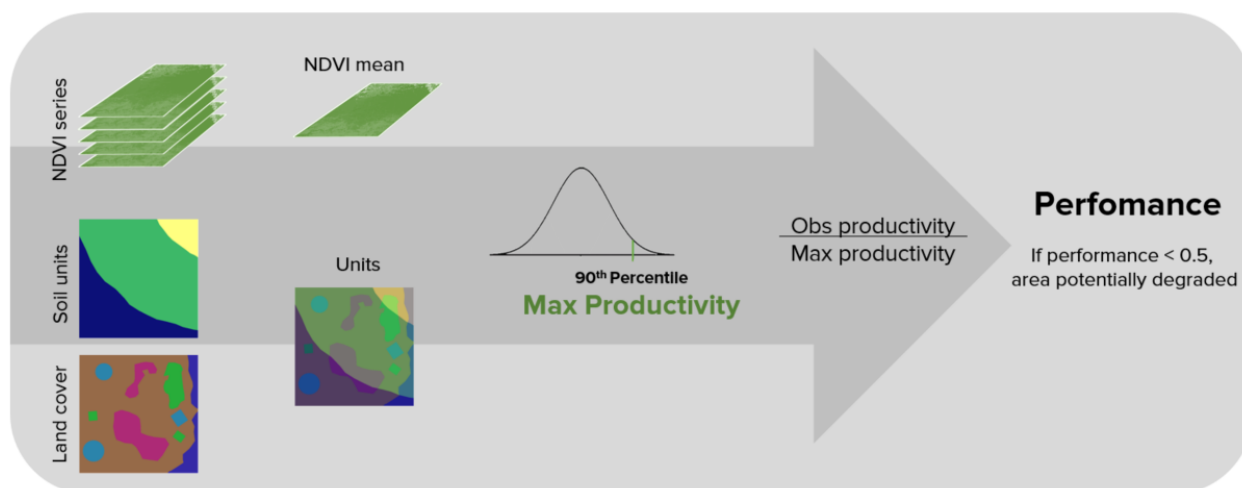 NDVI series
NDVI mean
Soil units
Units
Land cover
90th Percentile
Max Productivity
Obs productivity
Max productivity
Perfomance
If performance < 0.5,
area potentially degraded